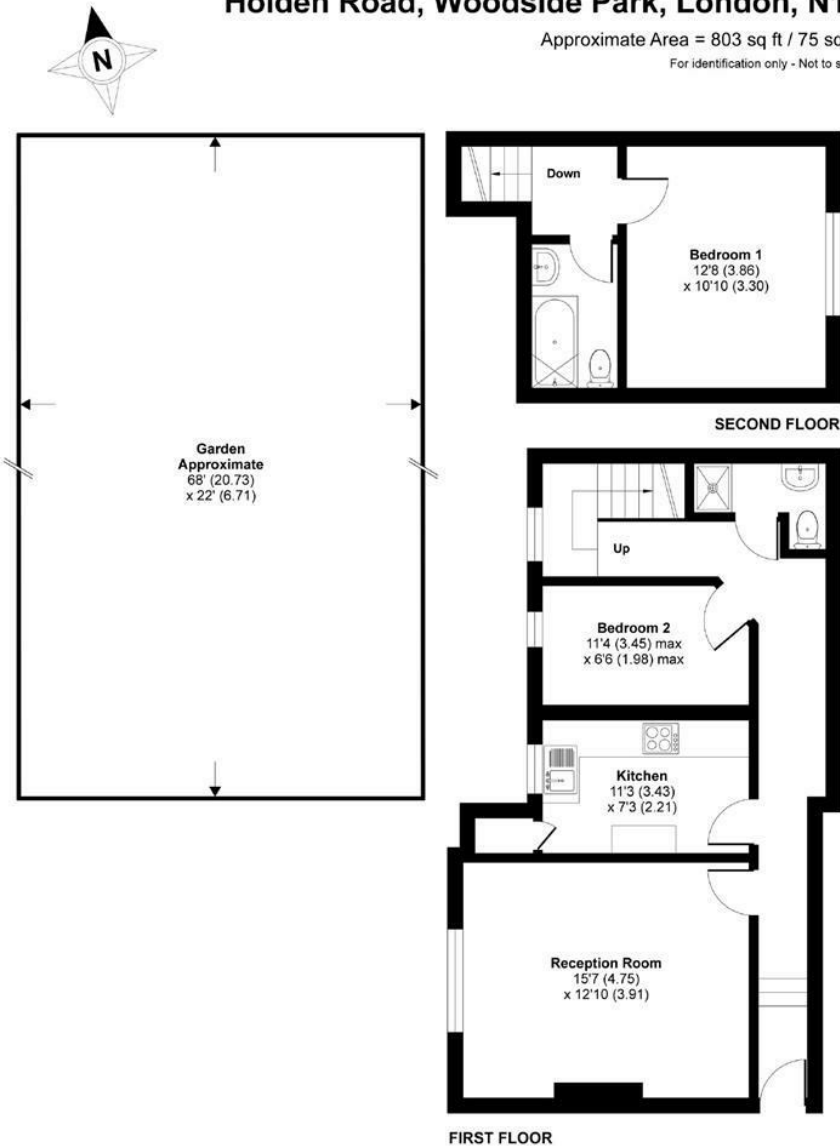 Holden Road, Woodside Park, London, N1
Approximate Area = 803 sq ft / 75 sq
For identification only - Not to s
N
Down
Bedroom 1
12'8 (3.86)
x 10'10 (3.30)
SECOND FLOOR
Garden
Approximate
68' (20.73)
x 22' (6.71)
Up
Bedroom 2
11'4 (3.45) max
x 6'6 (1.98) max
Kitchen
11'3 (3.43)
x 7'3 (2.21)
Reception Room
15'7 (4.75)
x 12'10 (3.91)
FIRST FLOOR